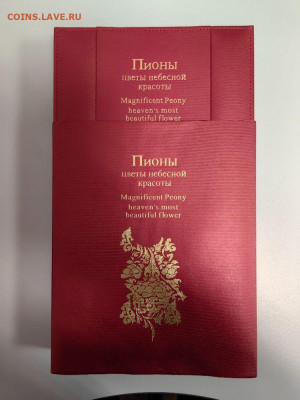 COINS.LAVE.RU
Пионы
цветы небесной
красоты
Magnificent Peony
heaven's most
beautiful flower
Пионы
цветы небесной
красоты
Magnificent Peony
heaven's most
beautiful flower